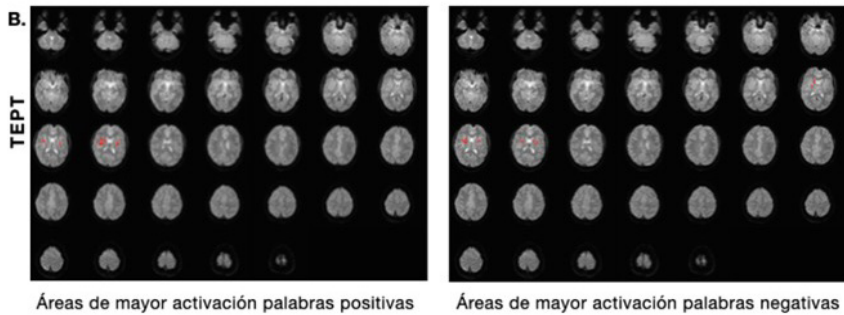 B.
TEPT
Áreas de mayor activación palabras positivas
Áreas de mayor activación palabras negativas